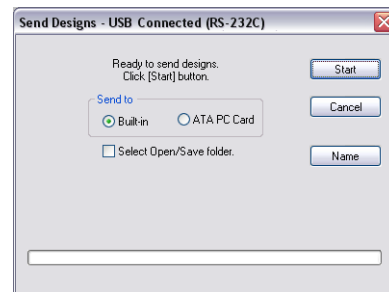 Send Designs - USB Connected (RS-232C)
Ready to send designs.
Click [Start] button.
Start
Send to
Built-in
ATA PC Card
Cancel
Select Open/Save folder.
Name